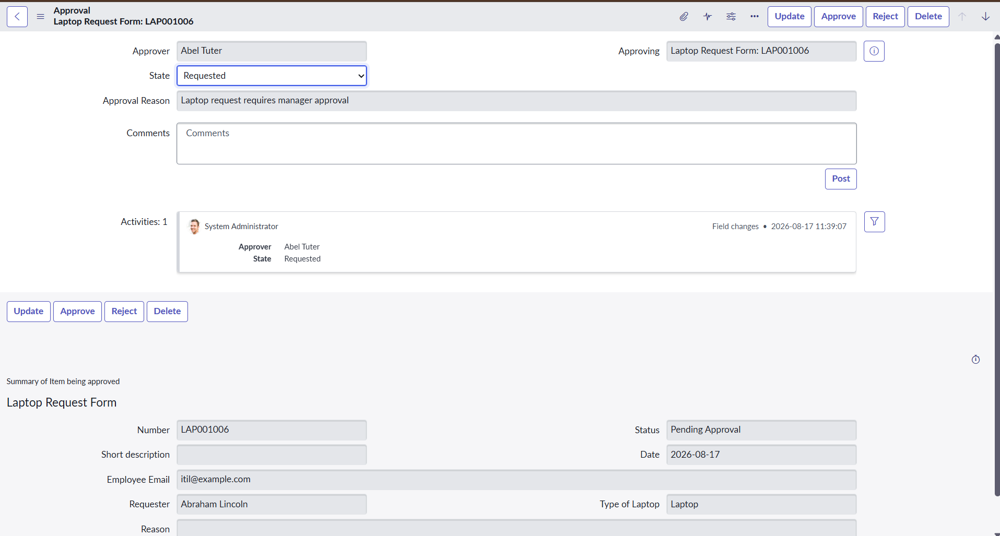 Approval
Laptop Request Form: LAP001006
Update
Approve
Reject
Delete
Approver
Abel Tuter
Approving
Laptop Request Form: LAP001006
State
Requested
Approval Reason
Laptop request requires manager approval
Comments
Comments
Post
Activities: 1
System Administrator
Field changes • 2026-08-17 11:39:07
Approver Abel Tuter
State Requested
Update
Approve
Reject
Delete
Summary of Item being approved
Laptop Request Form
Number
LAP001006
Status
Pending Approval
Short description
Date
2026-08-17
Employee Email
itil@example.com
Requester
Abraham Lincoln
Type of Laptop
Laptop
Reason